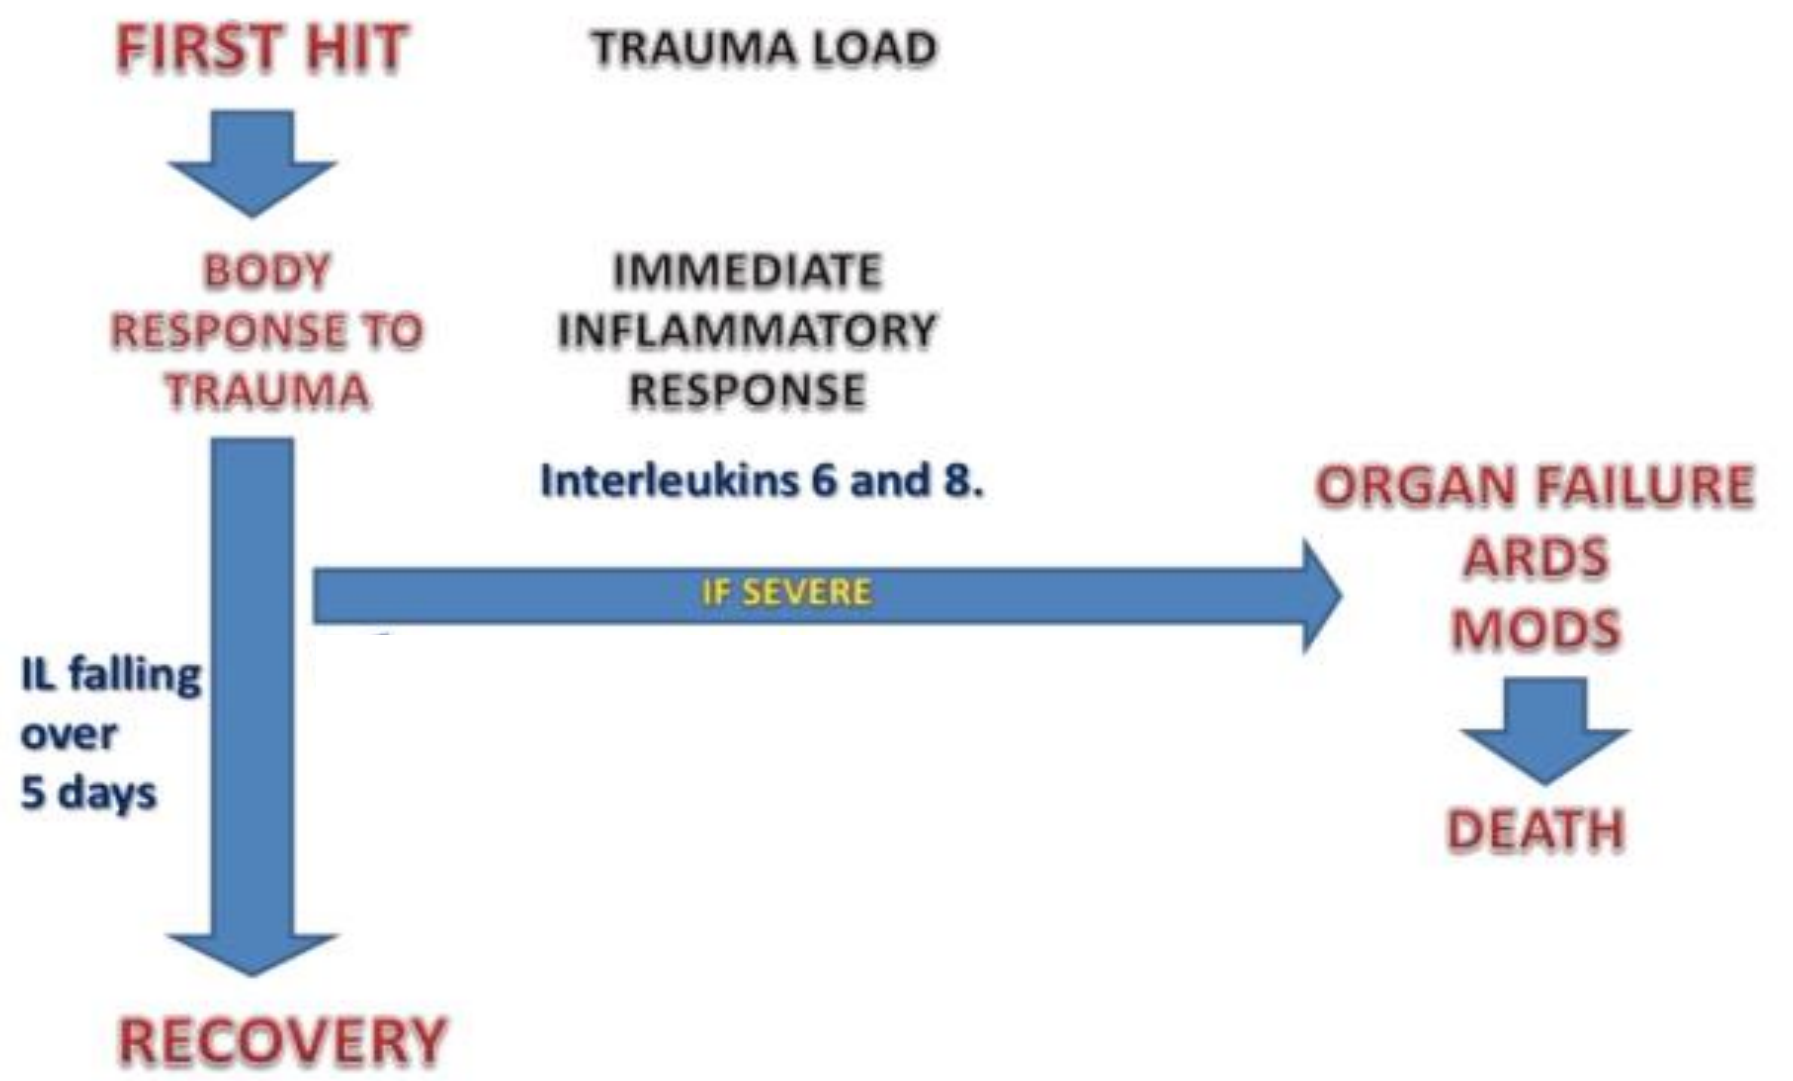 FIRST HIT
TRAUMA LOAD
BODY
RESPONSE TO
TRAUMA
IMMEDIATE
INFLAMMATORY
RESPONSE
Interleukins 6 and 8.
IF SEVERE
ORGAN FAILURE
ARDS
MODS
DEATH
IL falling
over
5 days
RECOVERY